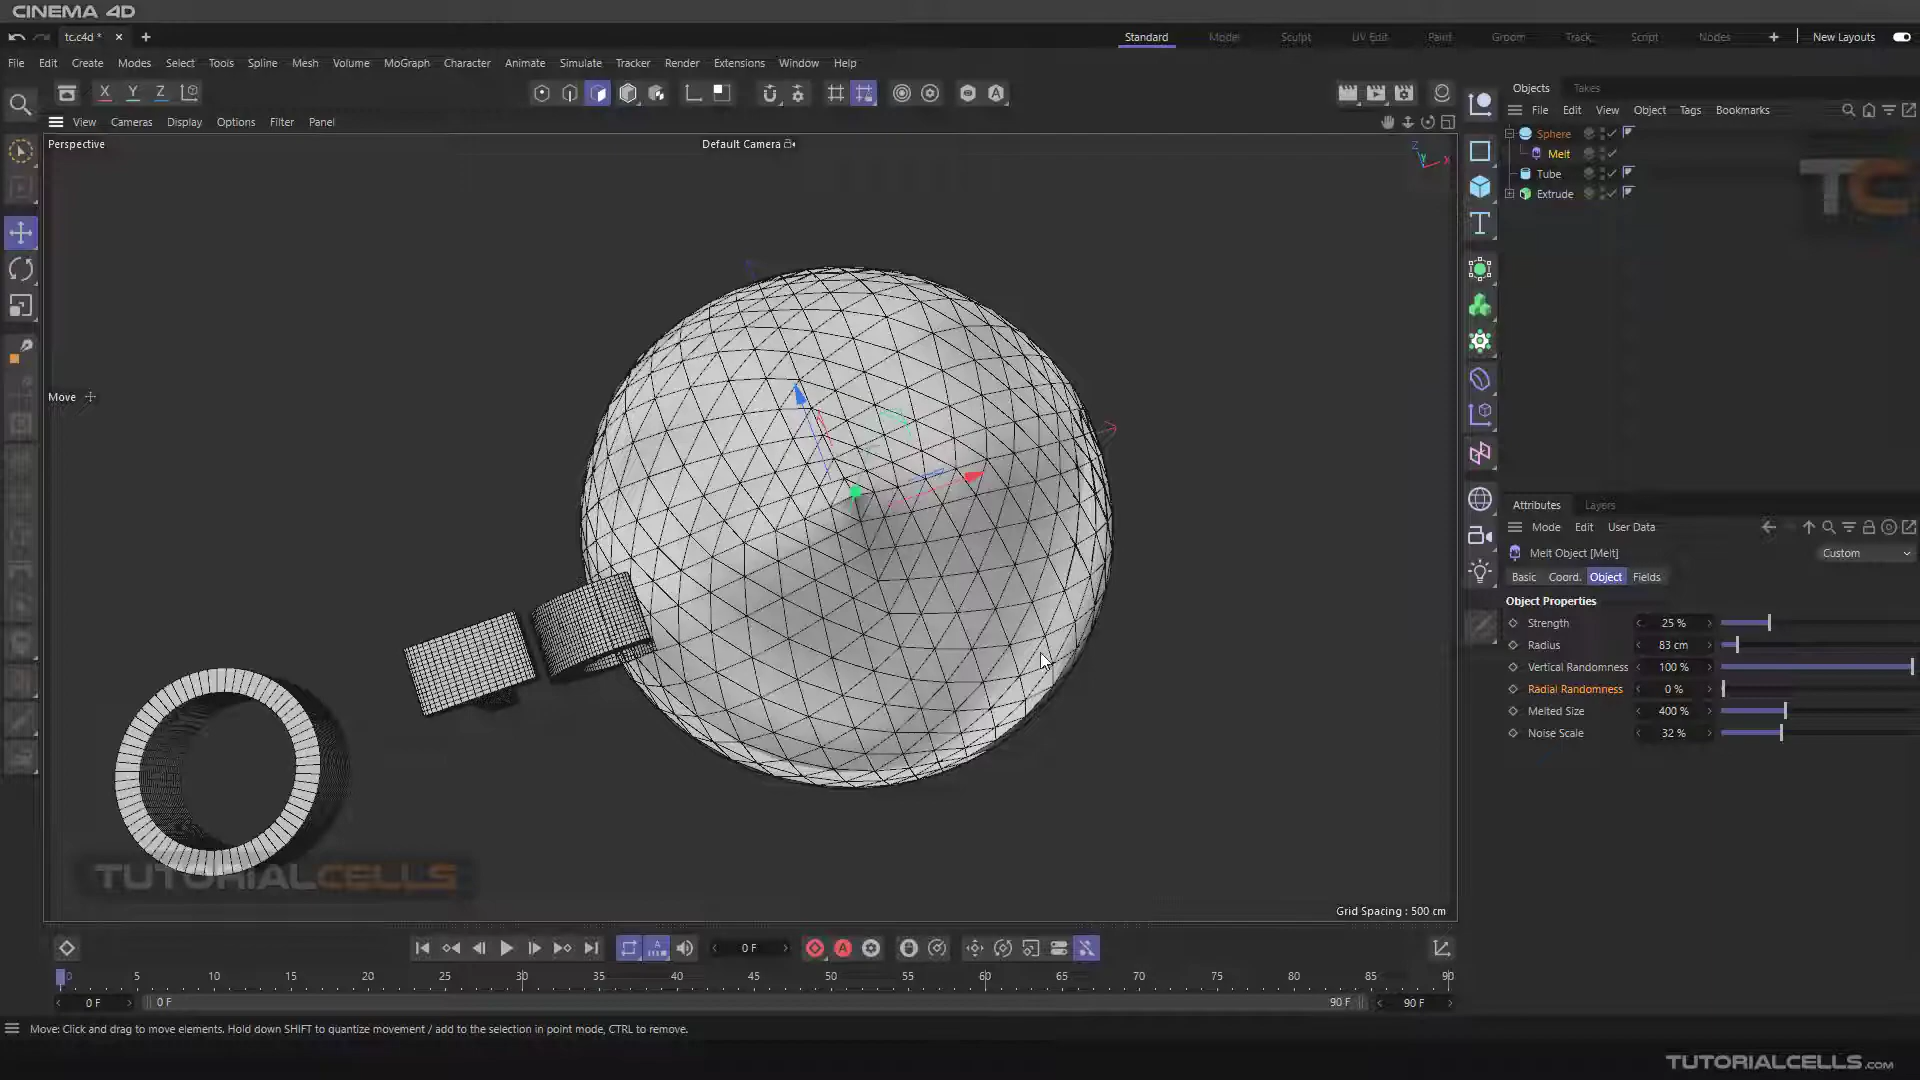 CINEMA 4D
tc.c4d *
Standard Model Sculpt UV Edit Paint Groom Track Script Nodes New Layouts
File Edit Create Modes Select Tools Spline Mesh Volume MoGraph Character Animate Simulate Tracker Render Extensions Window Help
X Y Z
View Cameras Display Options Filter Panel
Perspective
Default Camera
Z Y X
Move
Grid Spacing : 500 cm
TUTORIALCELLS
Objects Takes
File Edit View Object Tags Bookmarks
Sphere
Melt
Tube
Extrude
TC
Attributes Layers
Mode Edit User Data
Melt Object [Melt]
Custom
Basic Coord. Object Fields
Object Properties
Strength 25 %
Radius 83 cm
Vertical Randomness 100 %
Radial Randomness 0 %
Melted Size 400 %
Noise Scale 32 %
0 F
0 5 10 15 20 25 30 35 40 45 50 55 60 65 70 75 80 85 90
0 F 0 F 90 F 90 F
Move: Click and drag to move elements. Hold down SHIFT to quantize movement / add to the selection in point mode, CTRL to remove.
TUTORIALCELLS.com